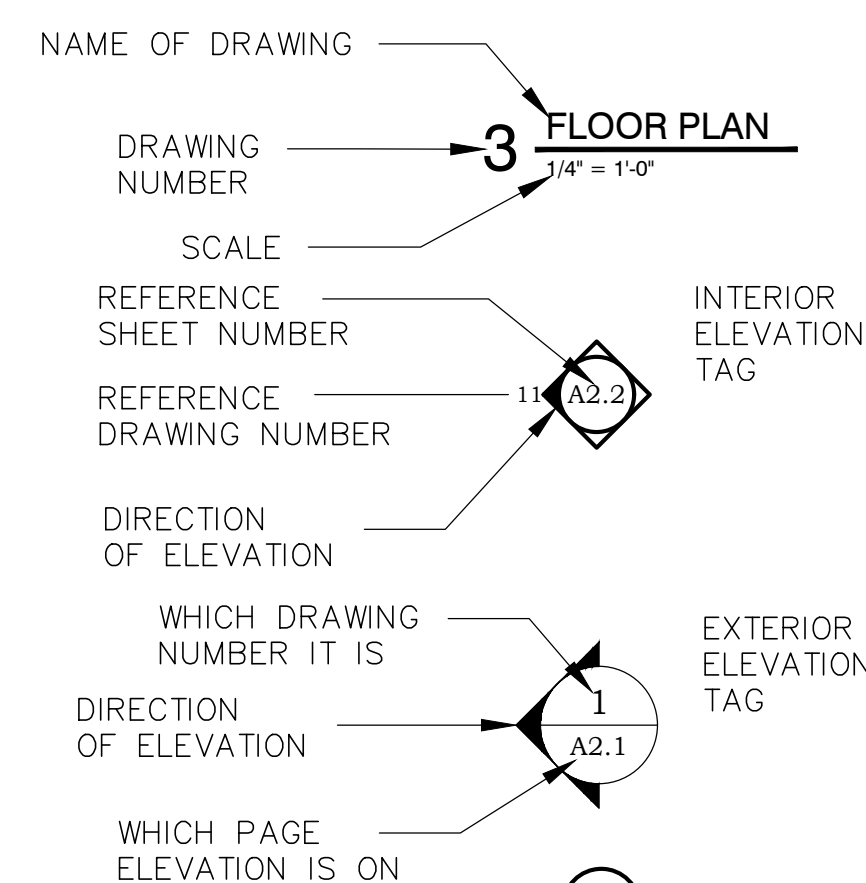 NAME OF DRAWING
FLOOR PLAN
3
DRAWING
NUMBER
1/4" = 1'-0"
SCALE
REFERENCE
SHEET NUMBER
INTERIOR
ELEVATION
TAG
REFERENCE
DRAWING NUMBER
11
A2.2
DIRECTION
OF ELEVATION
WHICH DRAWING
NUMBER IT IS
EXTERIOR
ELEVATION
TAG
1
DIRECTION
OF ELEVATION
A2.1
WHICH PAGE
ELEVATION IS ON